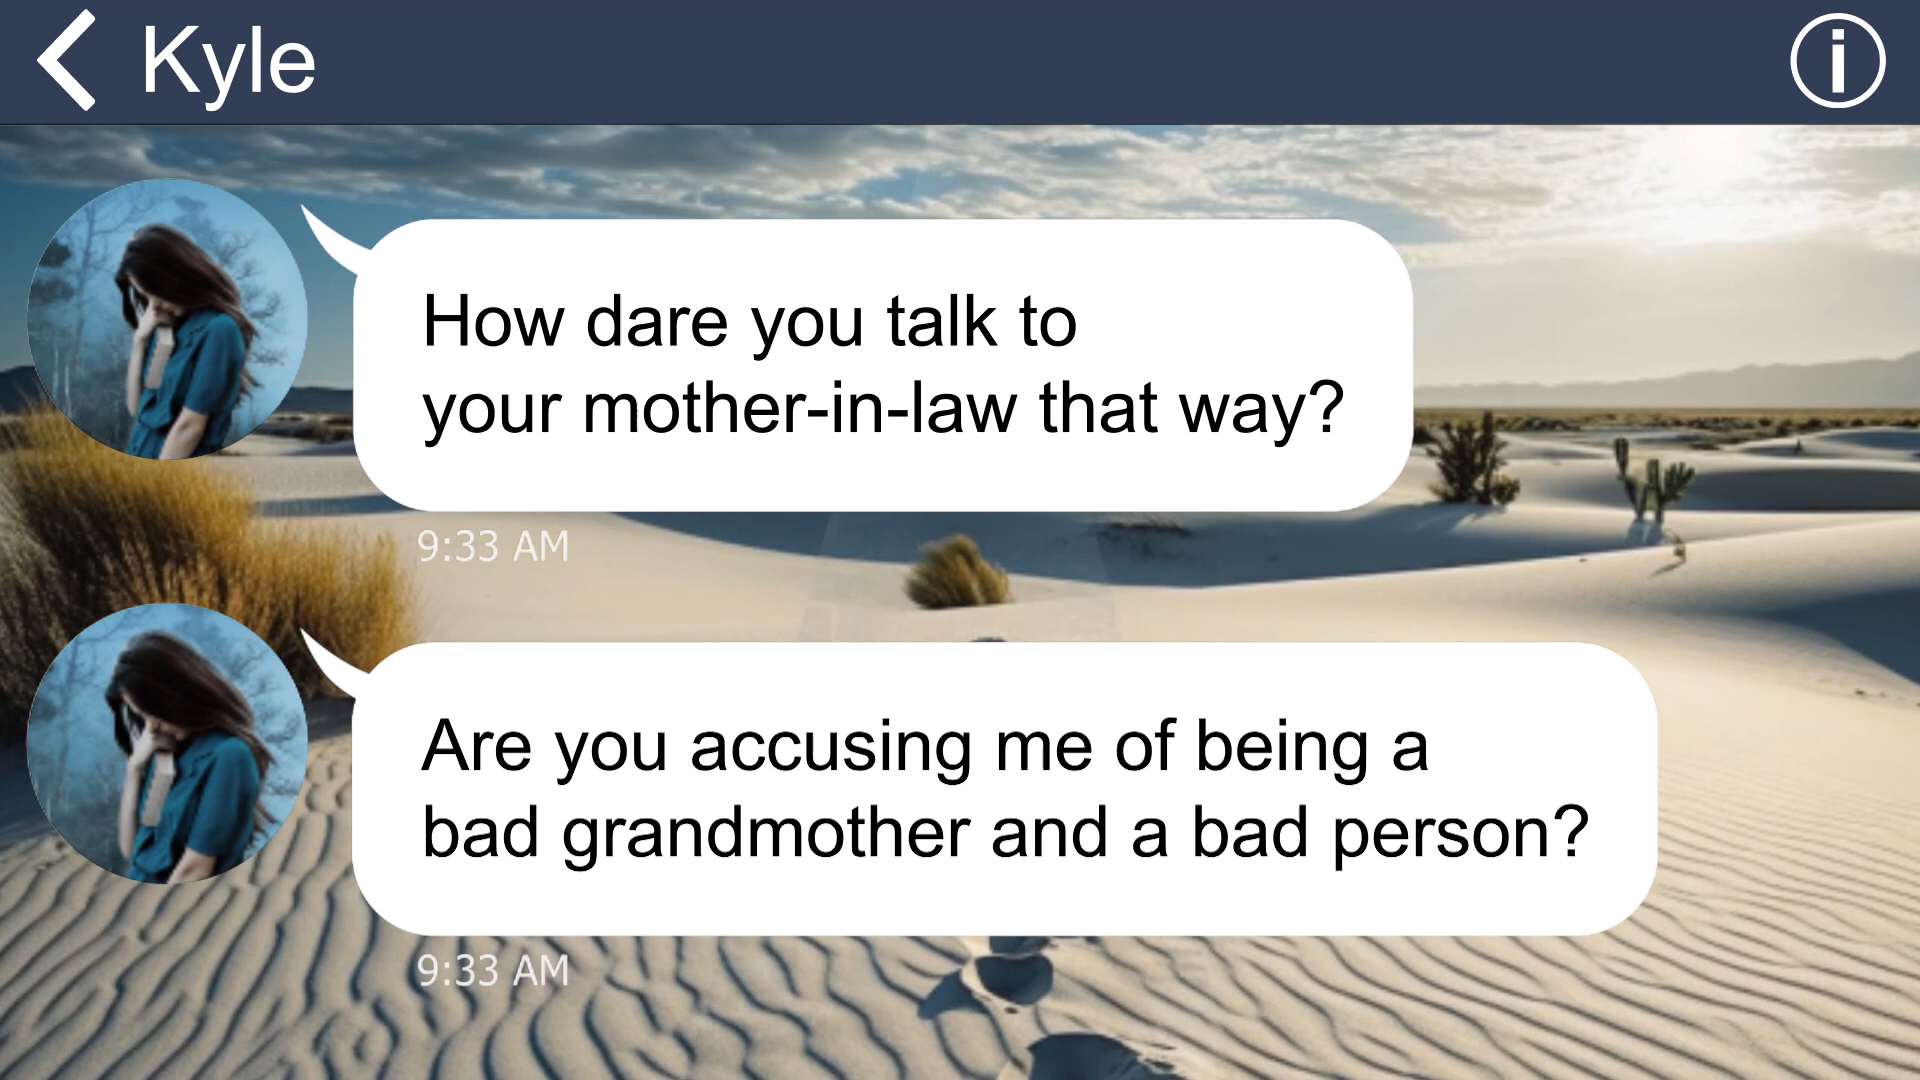 Kyle
How dare you talk to
your mother-in-law that way?
9:33 AM
Are you accusing me of being a
bad grandmother and a bad person?
9:33 AM